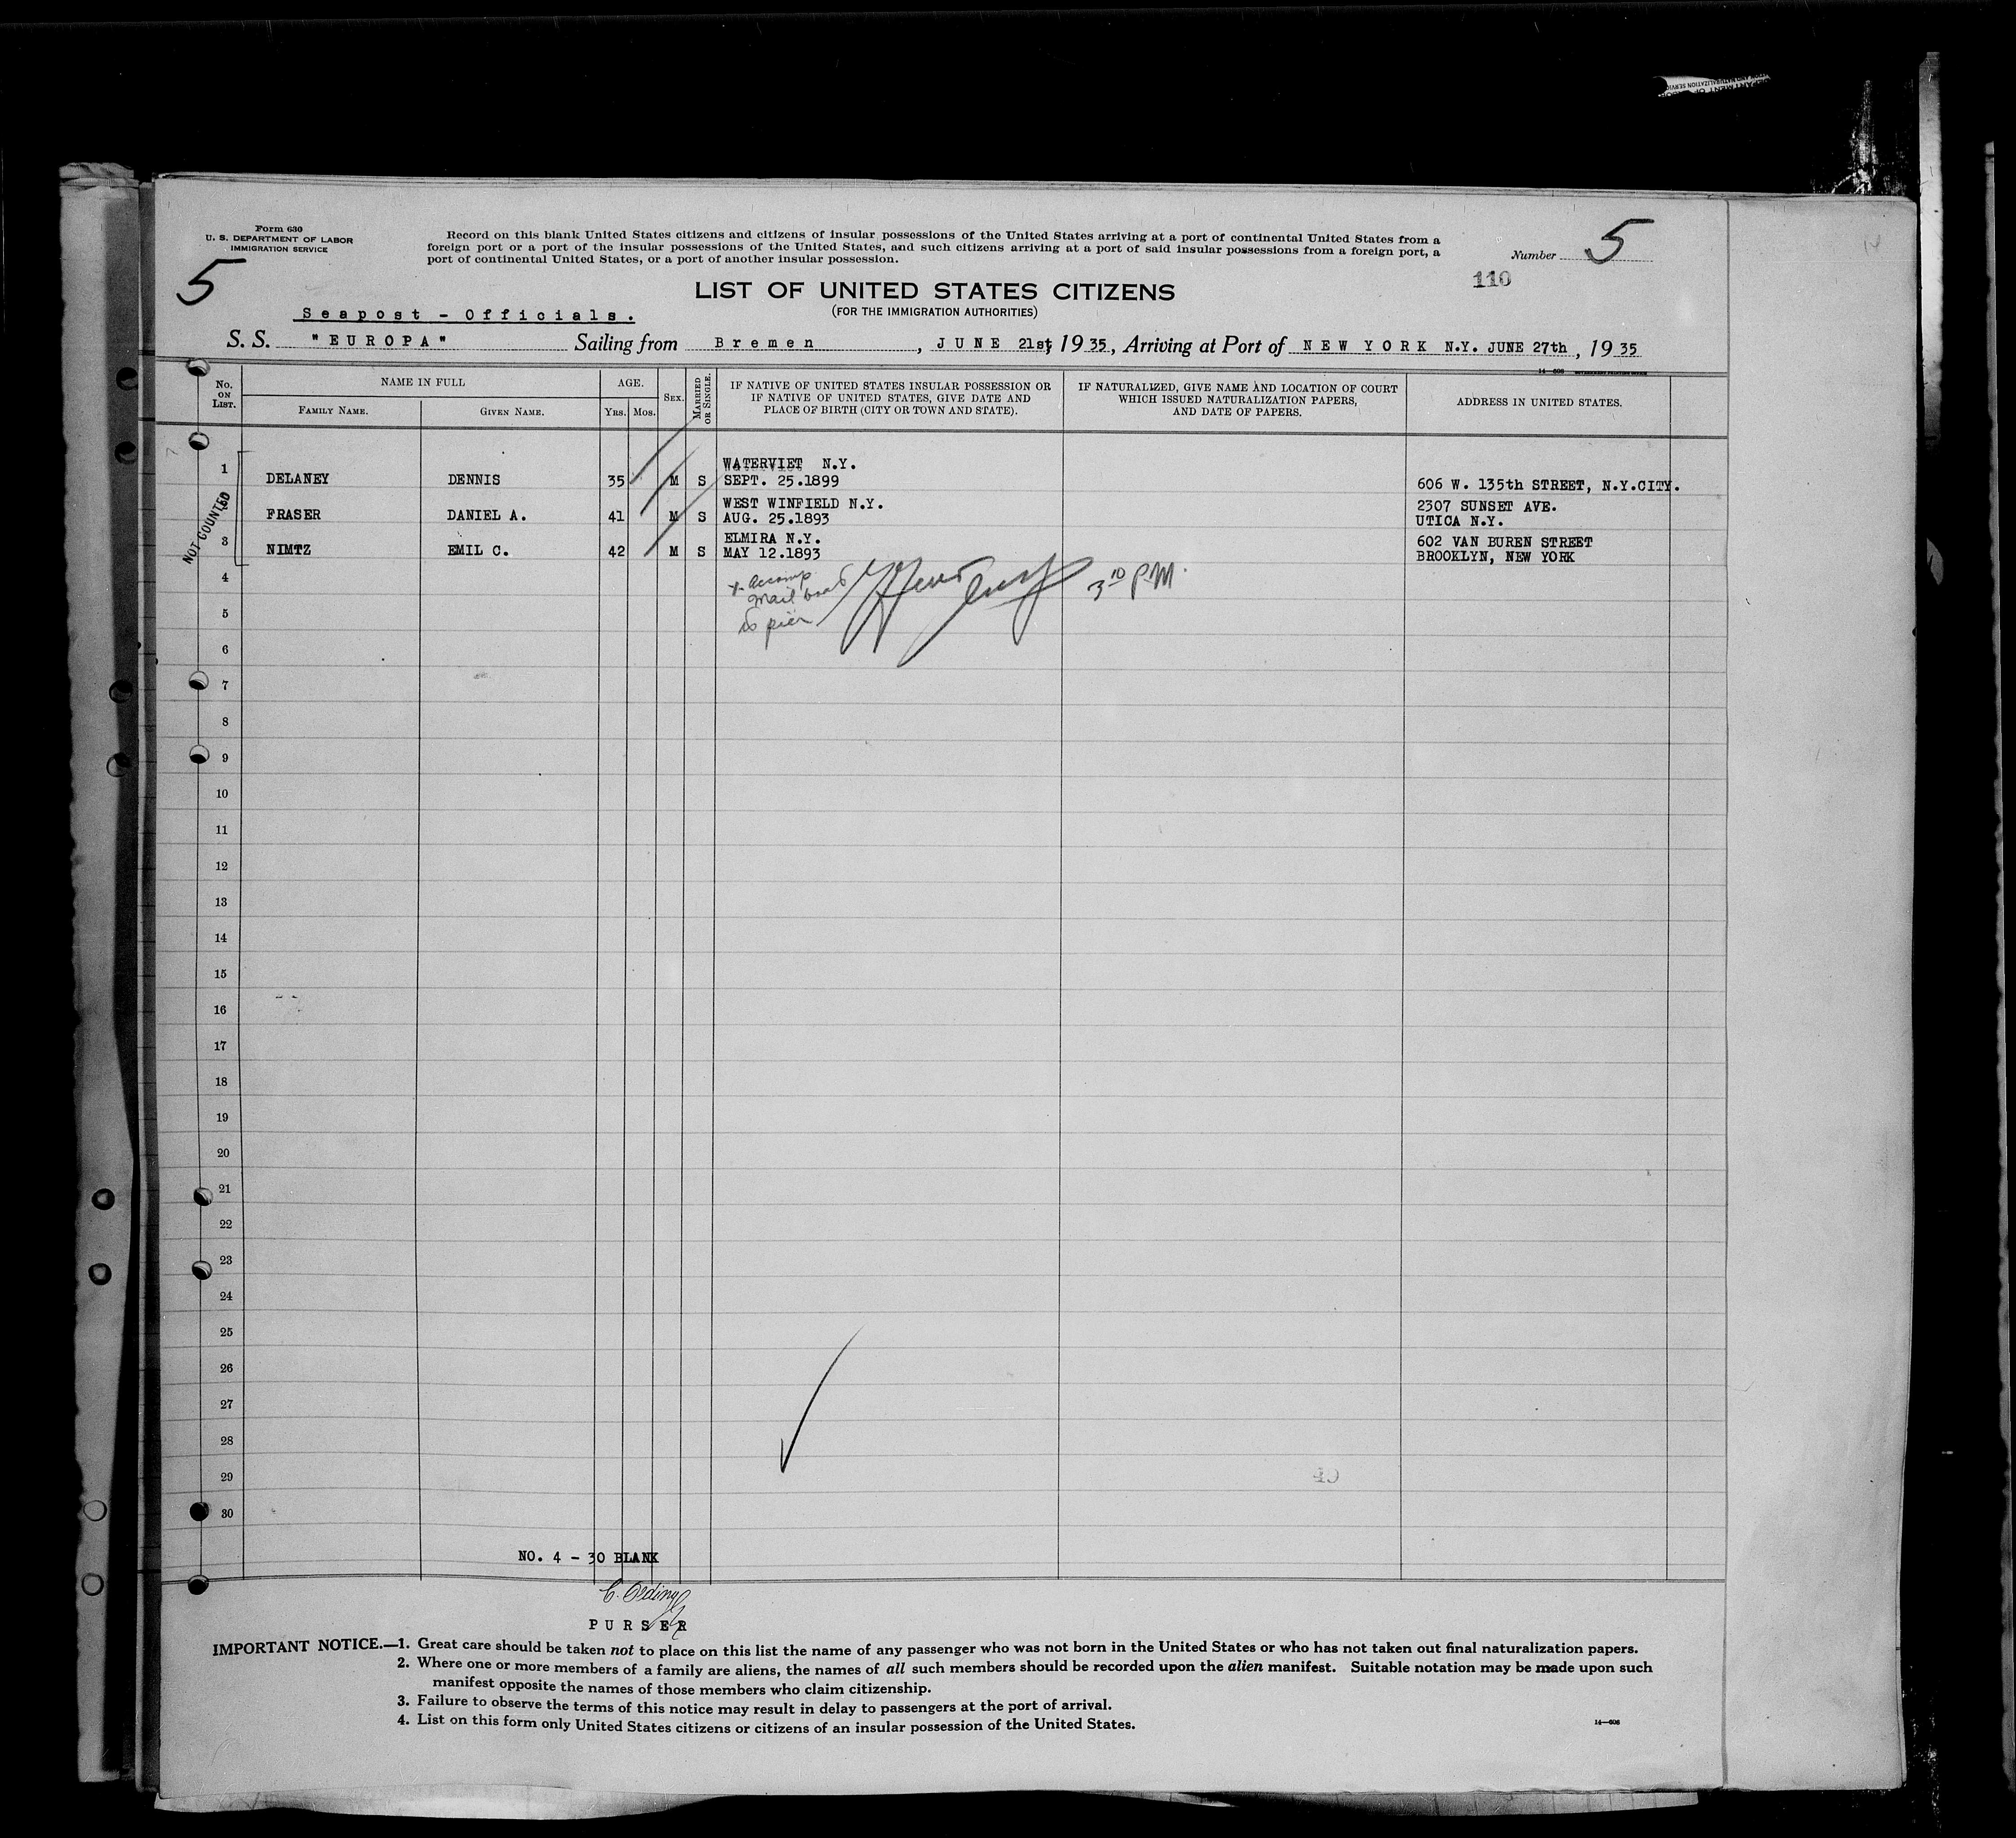 Form 630
U. S. DEPARTMENT OF LABOR
IMMIGRATION SERVICE
Record on this blank United States citizens and citizens of insular possessions of the United States arriving at a port of continental United States from a
foreign port or a port of the insular possessions of the United States, and such citizens arriving at a port of said insular possessions from a foreign port, a
port of continental United States, or a port of another insular possession.
Number 5
5
110
LIST OF UNITED STATES CITIZENS
(FOR THE IMMIGRATION AUTHORITIES)
Seapost - Officials.
S. S. "EUROPA" Sailing from Bremen, JUNE 21st, 1935, Arriving at Port of NEW YORK N.Y. JUNE 27th, 1935
No. ON LIST. NAME IN FULL AGE. SEX. MARRIED OR SINGLE. IF NATIVE OF UNITED STATES INSULAR POSSESSION OR IF NATIVE OF UNITED STATES, GIVE DATE AND PLACE OF BIRTH (CITY OR TOWN AND STATE). IF NATURALIZED, GIVE NAME AND LOCATION OF COURT WHICH ISSUED NATURALIZATION PAPERS, AND DATE OF PAPERS. ADDRESS IN UNITED STATES.
FAMILY NAME. GIVEN NAME. Yrs. Mos.
NOT COUNTED
WATERVIET N.Y.
1 DELANEY DENNIS 35 M S SEPT. 25.1899 606 W. 135th STREET, N.Y.CITY.
WEST WINFIELD N.Y. 2307 SUNSET AVE.
2 FRASER DANIEL A. 41 M S AUG. 25.1893 UTICA N.Y.
ELMIRA N.Y. 602 VAN BUREN STREET
3 NIMTZ EMIL C. 42 M S MAY 12.1893 BROOKLYN, NEW YORK
4 accomp
mail boat 3 10 P.M.
5 to pier
6
7
8
9
10
11
12
13
14
15
16
17
18
19
20
21
22
23
24
25
26
27
28
29
30
NO. 4 - 30 BLANK
PURSER
IMPORTANT NOTICE.—1. Great care should be taken not to place on this list the name of any passenger who was not born in the United States or who has not taken out final naturalization papers.
2. Where one or more members of a family are aliens, the names of all such members should be recorded upon the alien manifest. Suitable notation may be made upon such
manifest opposite the names of those members who claim citizenship.
3. Failure to observe the terms of this notice may result in delay to passengers at the port of arrival.
4. List on this form only United States citizens or citizens of an insular possession of the United States.
14—606